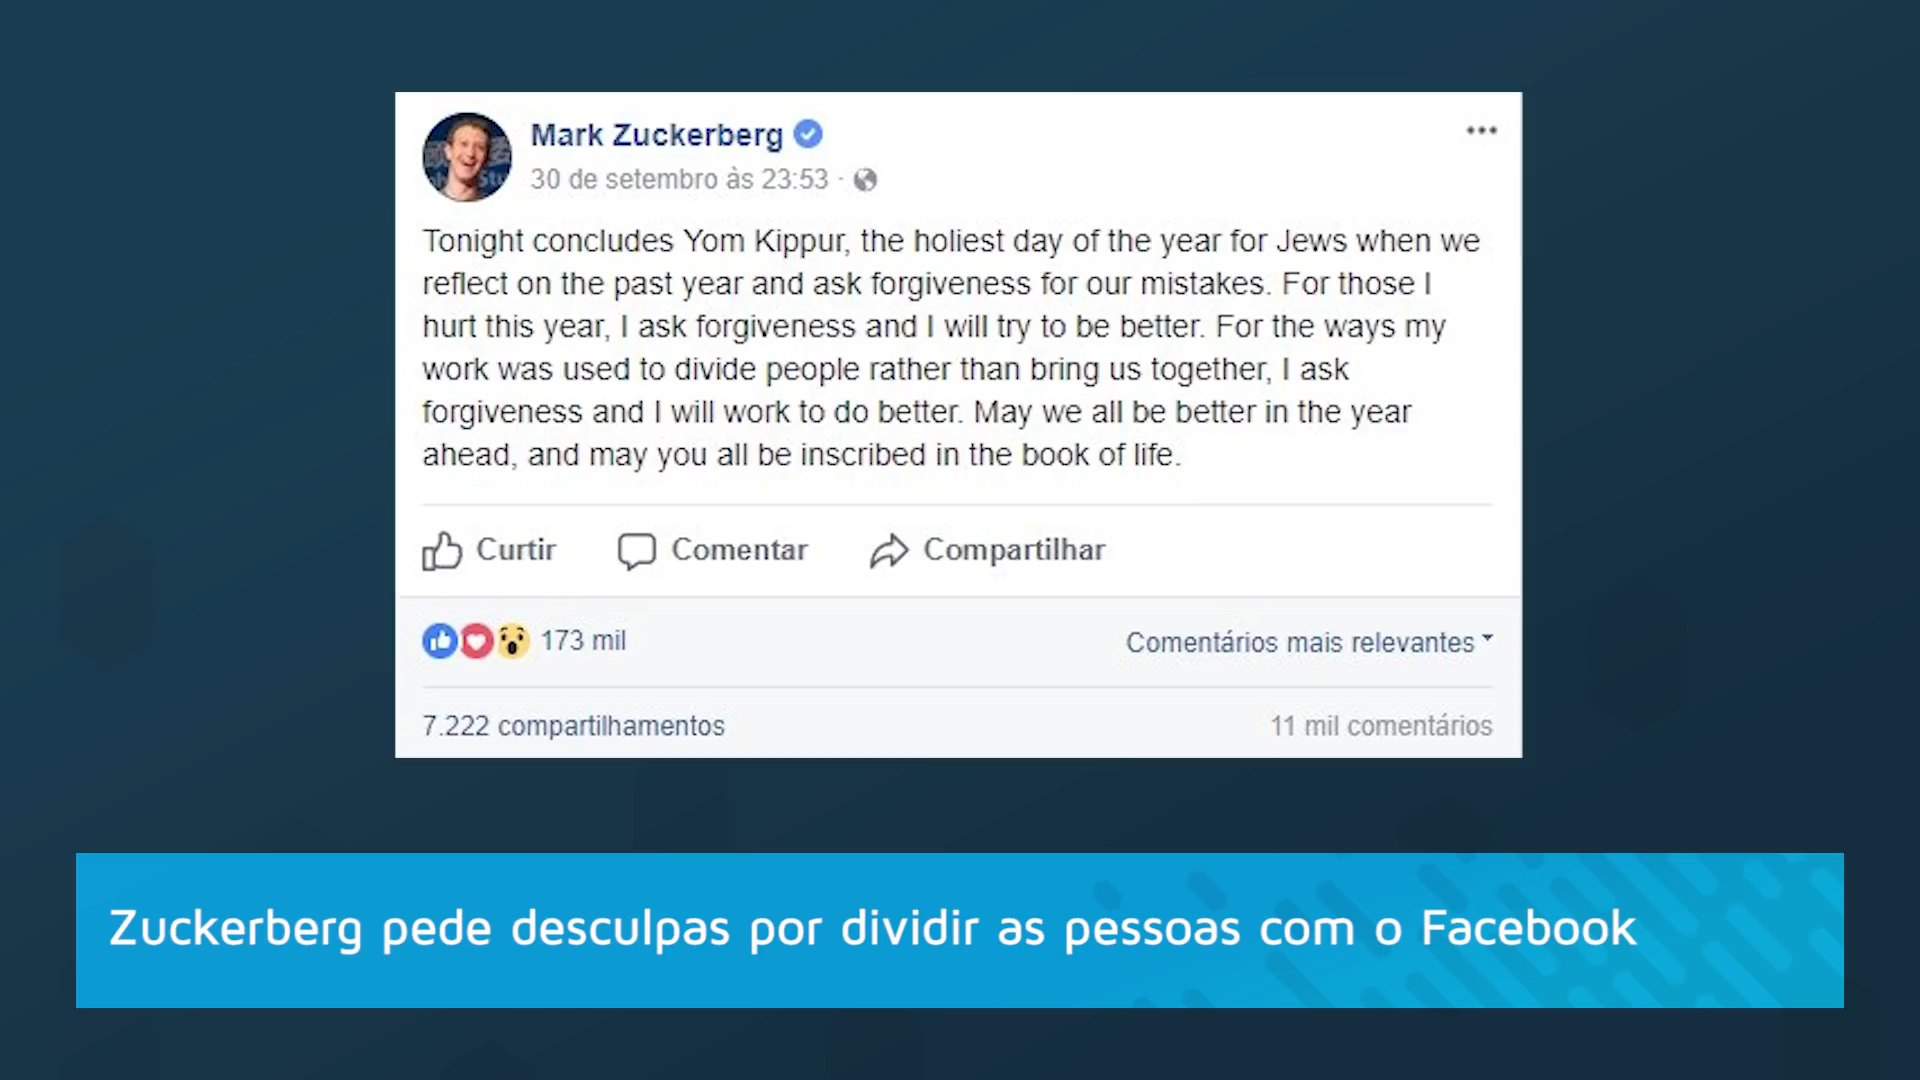 Mark Zuckerberg
30 de setembro às 23:53 ·
Tonight concludes Yom Kippur, the holiest day of the year for Jews when we
reflect on the past year and ask forgiveness for our mistakes. For those I
hurt this year, I ask forgiveness and I will try to be better. For the ways my
work was used to divide people rather than bring us together, I ask
forgiveness and I will work to do better. May we all be better in the year
ahead, and may you all be inscribed in the book of life.
Curtir Comentar Compartilhar
173 mil Comentários mais relevantes
7.222 compartilhamentos 11 mil comentários
Zuckerberg pede desculpas por dividir as pessoas com o Facebook